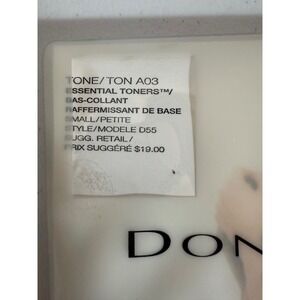 TONE/TON A03
ESSENTIAL TONERS™/
BAS-COLLANT
RAFFERMISSANT DE BASE
SMALL/PETITE
STYLE/MODELE D55
SUGG. RETAIL/
PRIX SUGGÉRÉ $19.00
DON